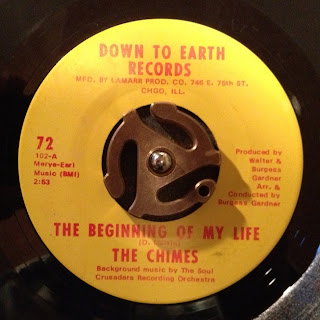 DOWN TO EARTH
RECORDS
MFG. BY LAMARR PROD. CO. 746 E. 75th ST.
CHGO, ILL.
72
102-A
Merye-Earl
Music (BMI)
2:53
Produced by
Walter &
Burgess
Gardner
Arr. &
Conducted by
Burgess Gardner
THE BEGINNING OF MY LIFE
THE CHIMES
Background music by The Soul
Crusaders Recording Orchestra